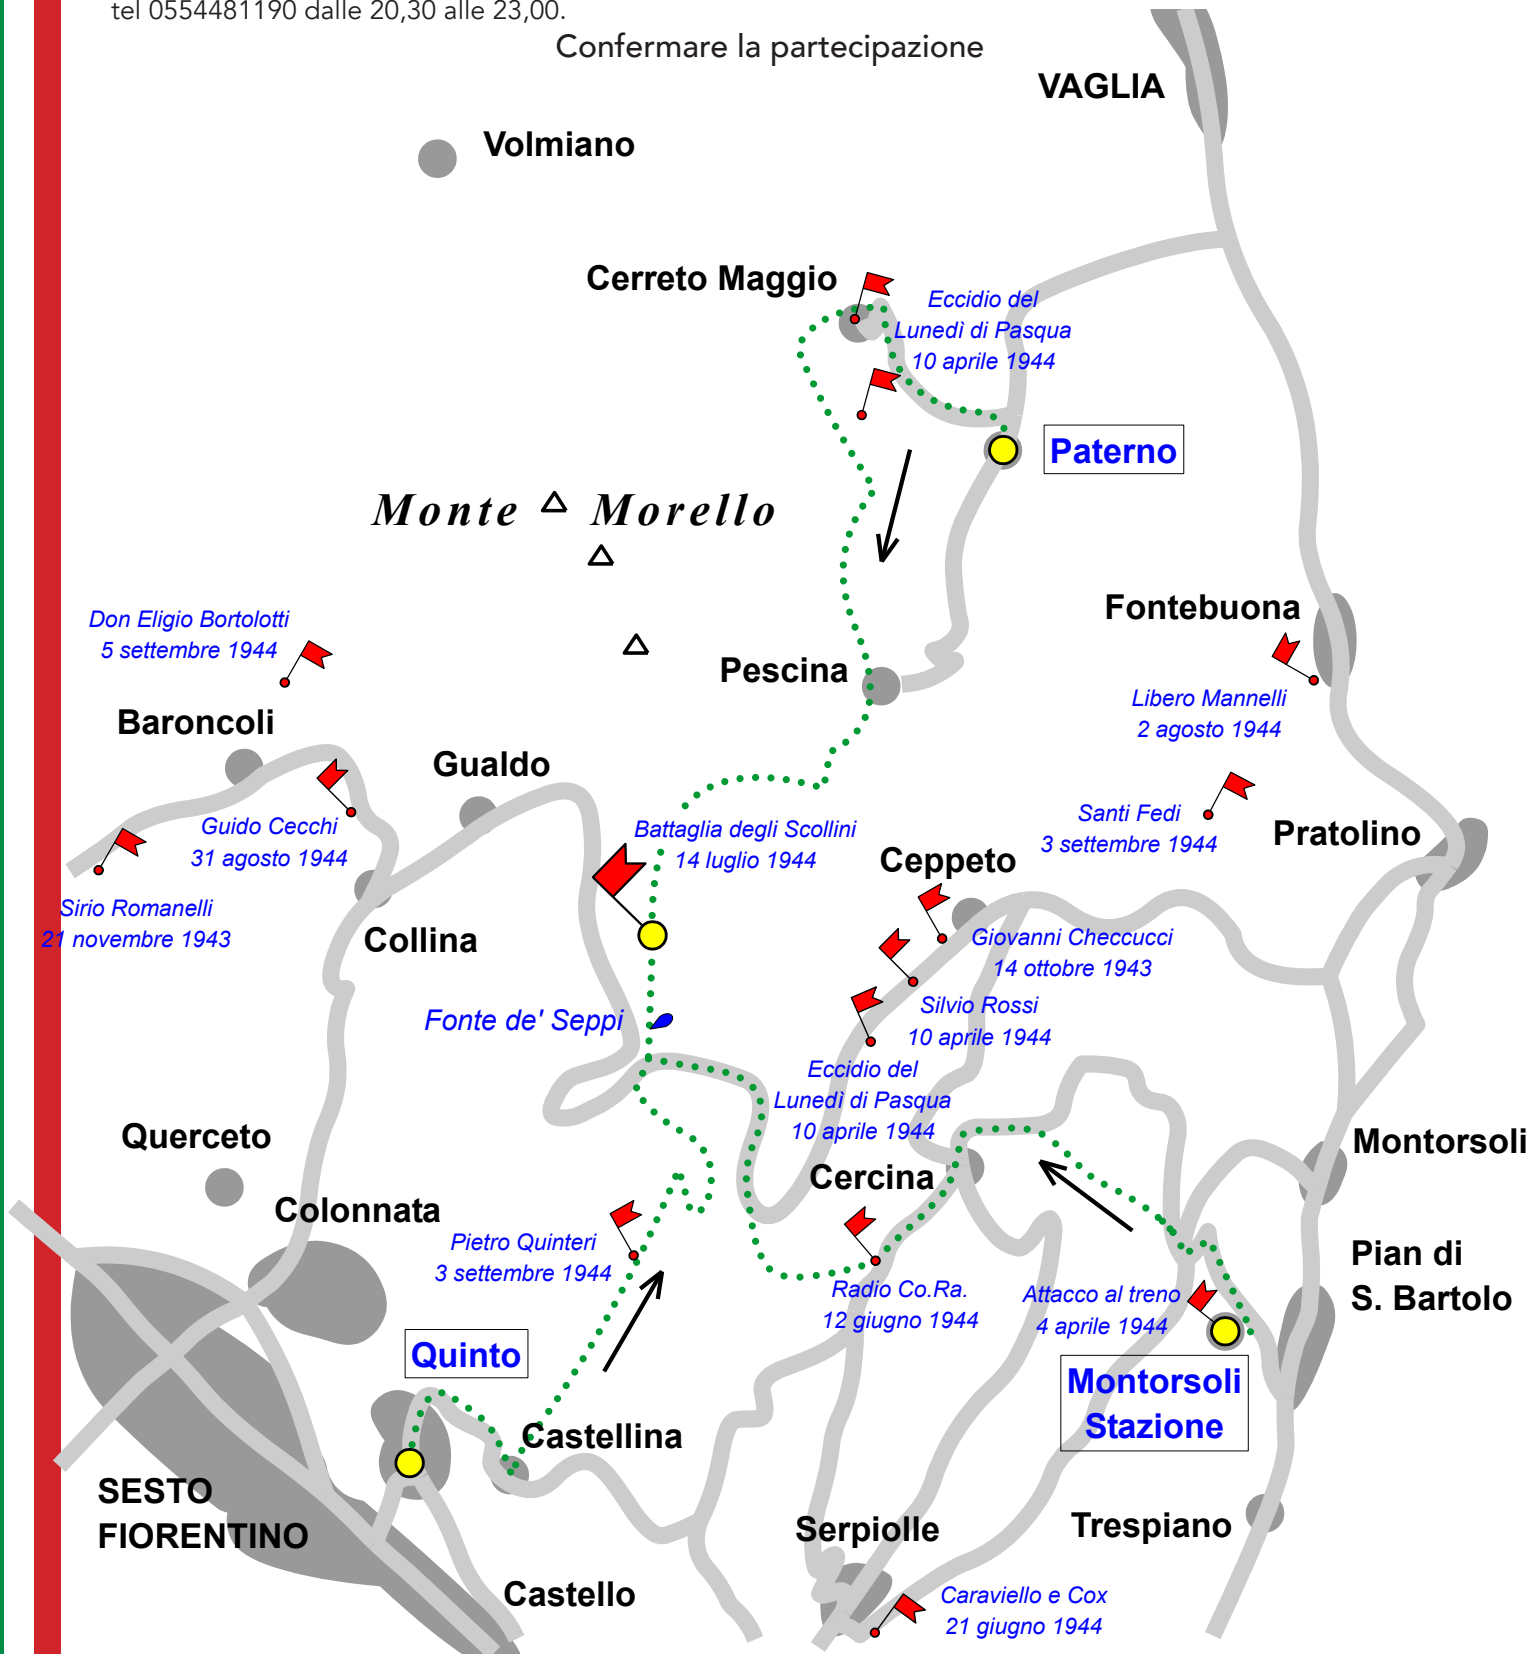 tel 0554481190 dalle 20,30 alle 23,00.
Confermare la partecipazione
VAGLIA
Volmiano
Cerreto Maggio
Eccidio del
Lunedì di Pasqua
10 aprile 1944
Paterno
Monte Morello
Fontebuona
Don Eligio Bortolotti
5 settembre 1944
Pescina
Libero Mannelli
2 agosto 1944
Baroncoli
Gualdo
Guido Cecchi
31 agosto 1944
Battaglia degli Scollini
14 luglio 1944
Santi Fedi
3 settembre 1944
Pratolino
Ceppeto
Sirio Romanelli
21 novembre 1943
Collina
Giovanni Checcucci
14 ottobre 1943
Silvio Rossi
10 aprile 1944
Fonte de' Seppi
Eccidio del
Lunedì di Pasqua
10 aprile 1944
Querceto
Montorsoli
Cercina
Colonnata
Pietro Quinteri
3 settembre 1944
Pian di
S. Bartolo
Radio Co.Ra.
12 giugno 1944
Attacco al treno
4 aprile 1944
Quinto
Montorsoli
Stazione
Castellina
SESTO
FIORENTINO
Serpiolle
Trespiano
Castello
Caraviello e Cox
21 giugno 1944